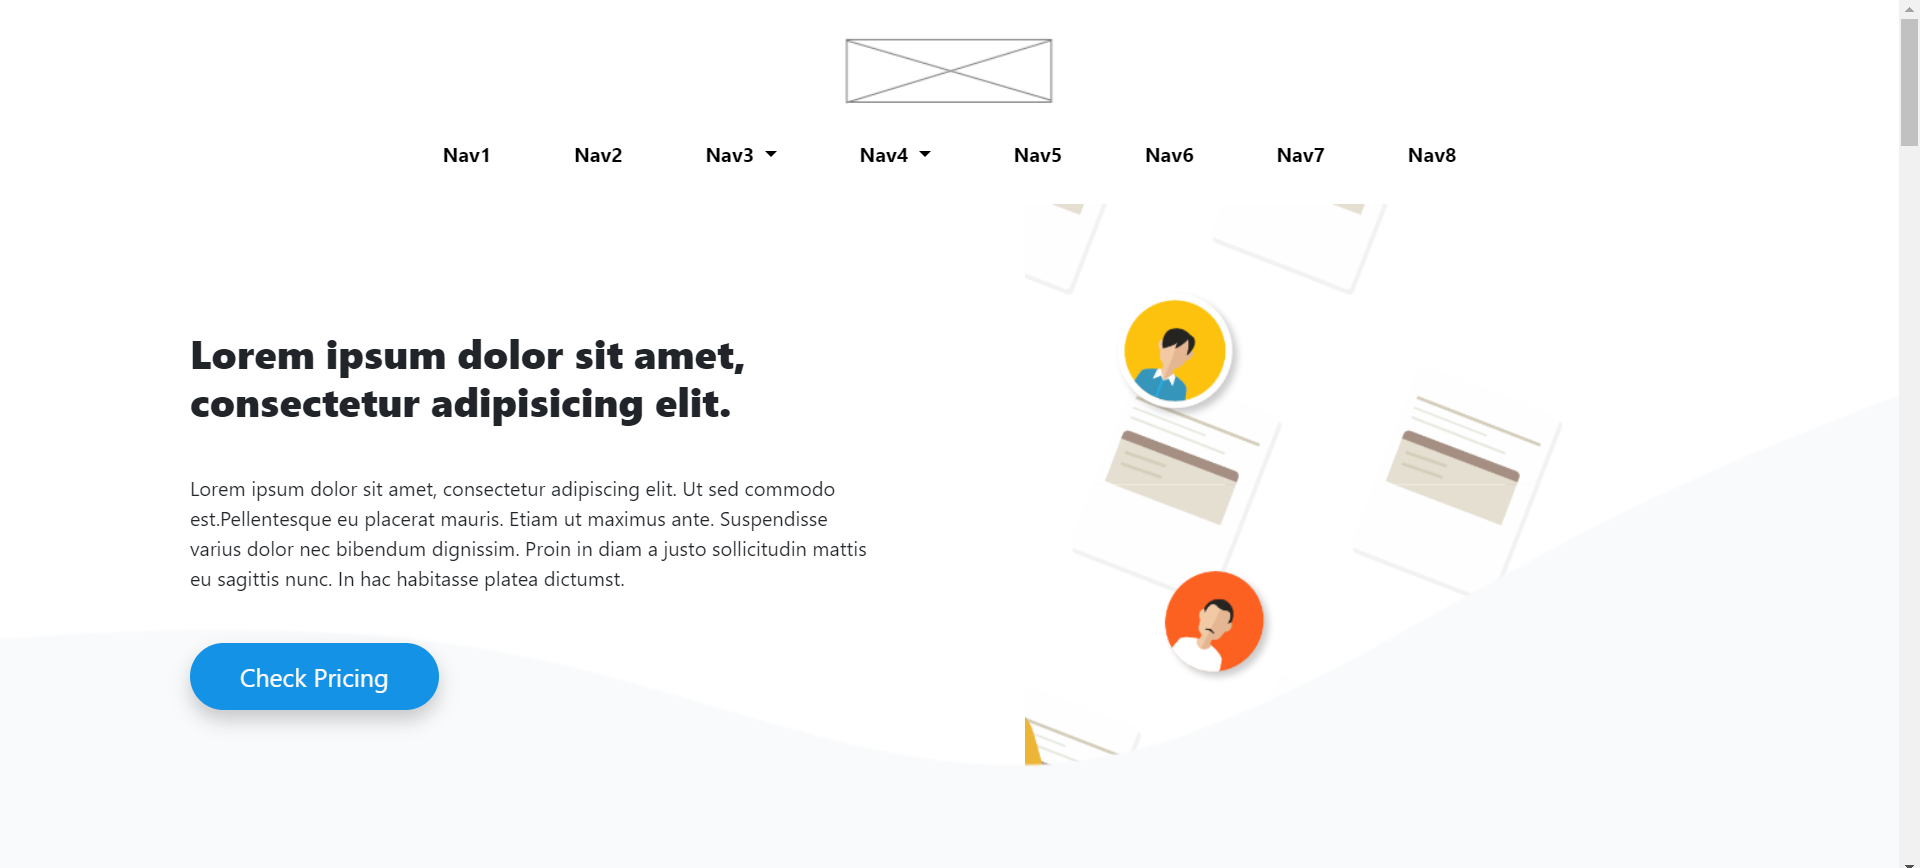 Nav1 Nav2 Nav3 Nav4 Nav5 Nav6 Nav7 Nav8
Lorem ipsum dolor sit amet,
consectetur adipisicing elit.
Lorem ipsum dolor sit amet, consectetur adipiscing elit. Ut sed commodo
est.Pellentesque eu placerat mauris. Etiam ut maximus ante. Suspendisse
varius dolor nec bibendum dignissim. Proin in diam a justo sollicitudin mattis
eu sagittis nunc. In hac habitasse platea dictumst.
Check Pricing